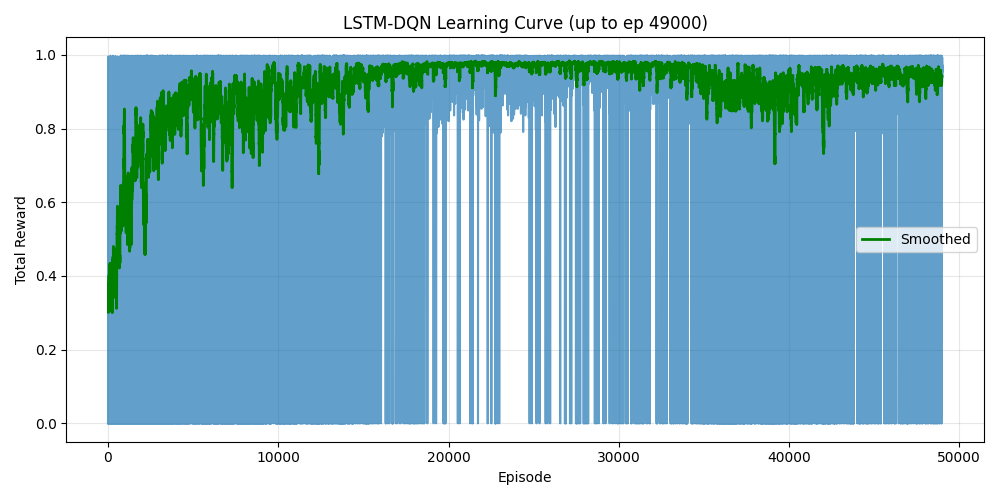 LSTM-DQN Learning Curve (up to ep 49000)
Total Reward
1.0
0.8
0.6
0.4
0.2
0.0
Smoothed
0 10000 20000 30000 40000 50000
Episode